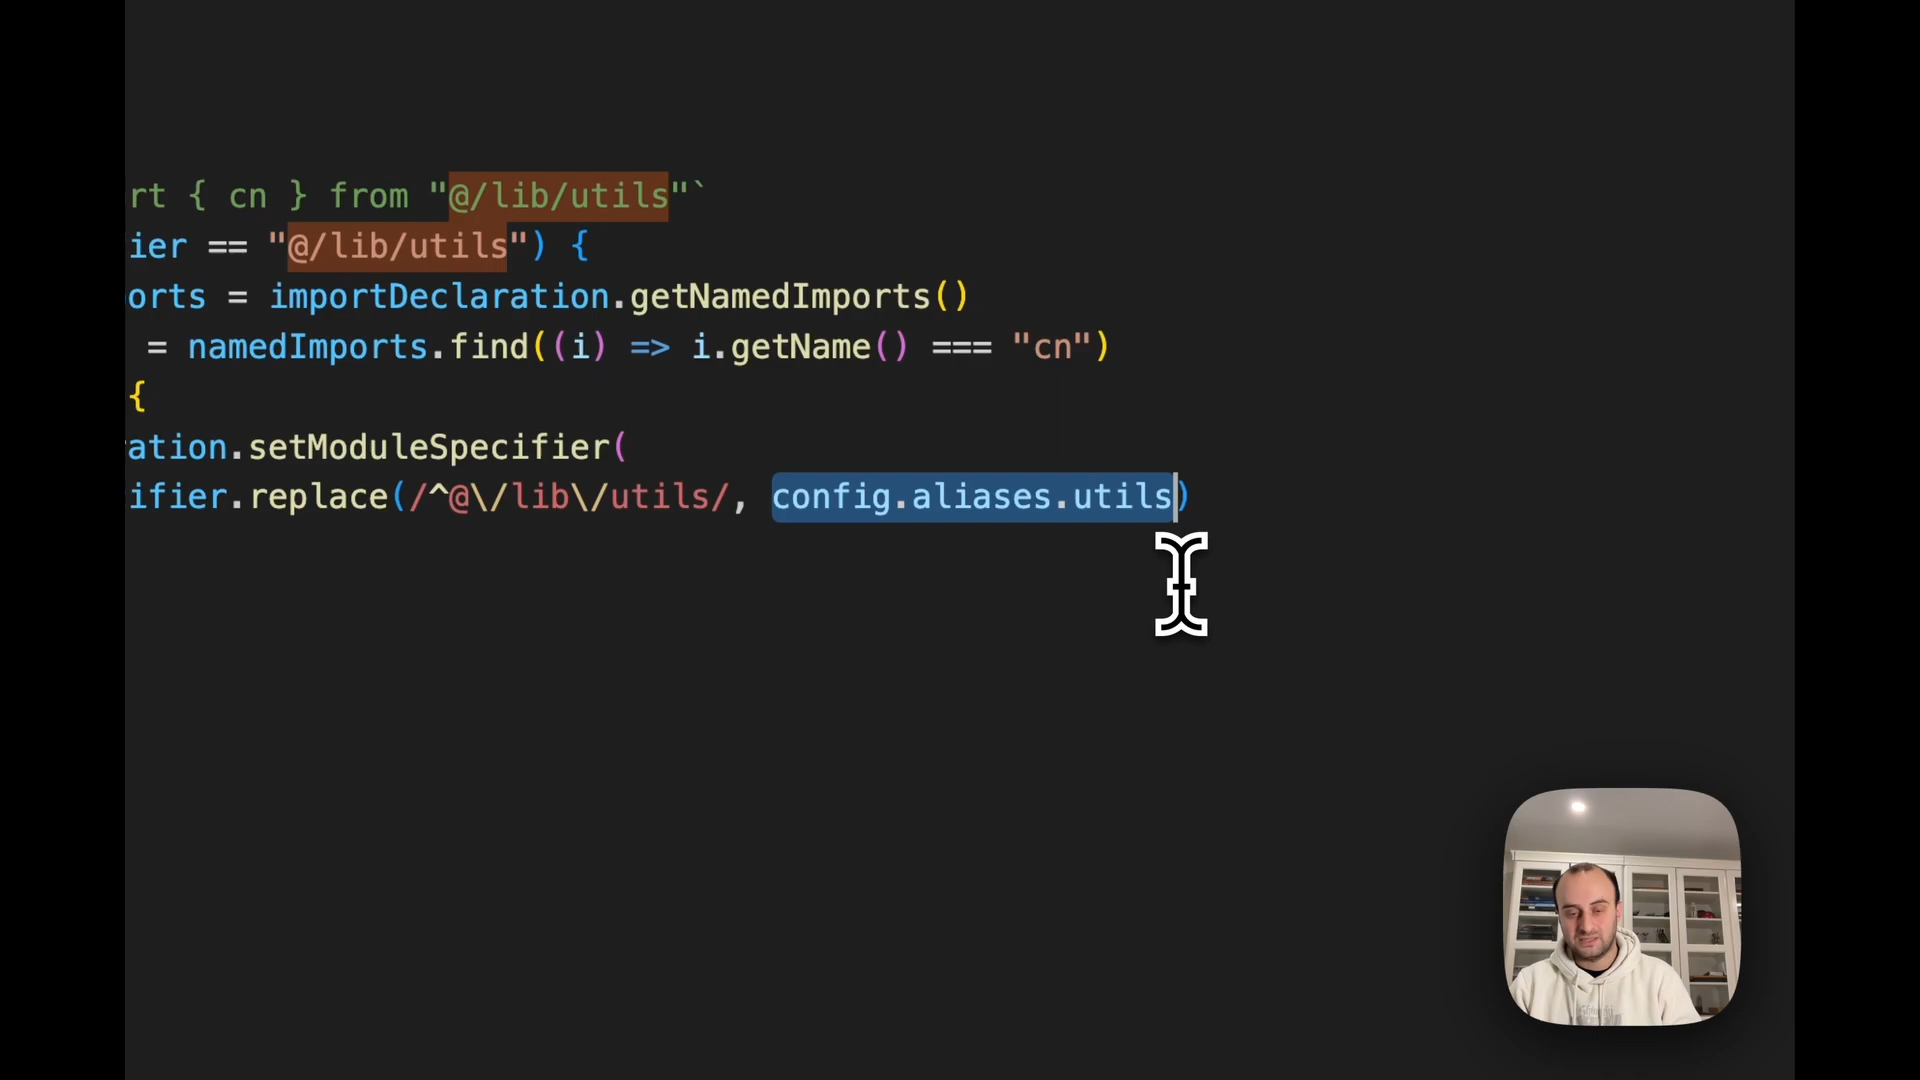 rt { cn } from "@/lib/utils"`
ier == "@/lib/utils") {
orts = importDeclaration.getNamedImports()
= namedImports.find((i) => i.getName() === "cn")
{
ation.setModuleSpecifier(
ifier.replace(/^@\/lib\/utils/, config.aliases.utils)